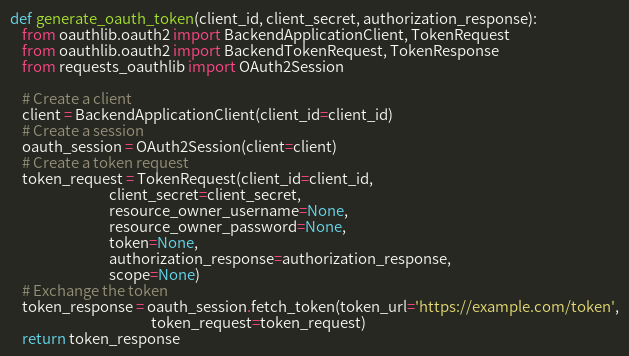 def generate_oauth_token(client_id, client_secret, authorization_response):
from oauthlib.oauth2 import BackendApplicationClient, TokenRequest
from oauthlib.oauth2 import BackendTokenRequest, TokenResponse
from requests_oauthlib import OAuth2Session
# Create a client
client = BackendApplicationClient(client_id=client_id)
# Create a session
oauth_session = OAuth2Session(client=client)
# Create a token request
token_request = TokenRequest(client_id=client_id,
client_secret=client_secret,
resource_owner_username=None,
resource_owner_password=None,
token=None,
authorization_response=authorization_response,
scope=None)
# Exchange the token
token_response = oauth_session.fetch_token(token_url='https://example.com/token',
token_request=token_request)
return token_response